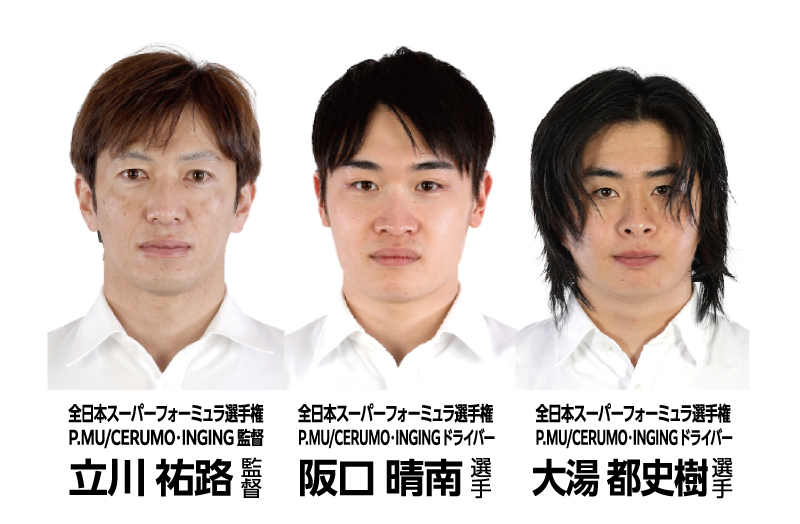 全日本スーパーフォーミュラ選手権
P.MU/CERUMO･INGING 監督
立川 祐路 監督
全日本スーパーフォーミュラ選手権
P.MU/CERUMO･INGING ドライバー
阪口 晴南 選手
全日本スーパーフォーミュラ選手権
P.MU/CERUMO･INGING ドライバー
大湯 都史樹 選手